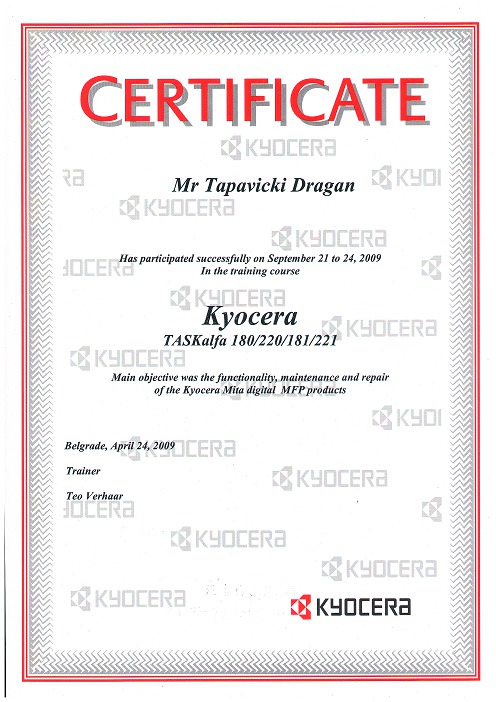 CERTIFICATE
Mr Tapavicki Dragan
Has participated successfully on September 21 to 24, 2009
In the training course
Kyocera
TASKalfa 180/220/181/221
Main objective was the functionality, maintenance and repair
of the Kyocera Mita digital MFP products
Belgrade, April 24, 2009
Trainer
Teo Verhaar
KYOCERA